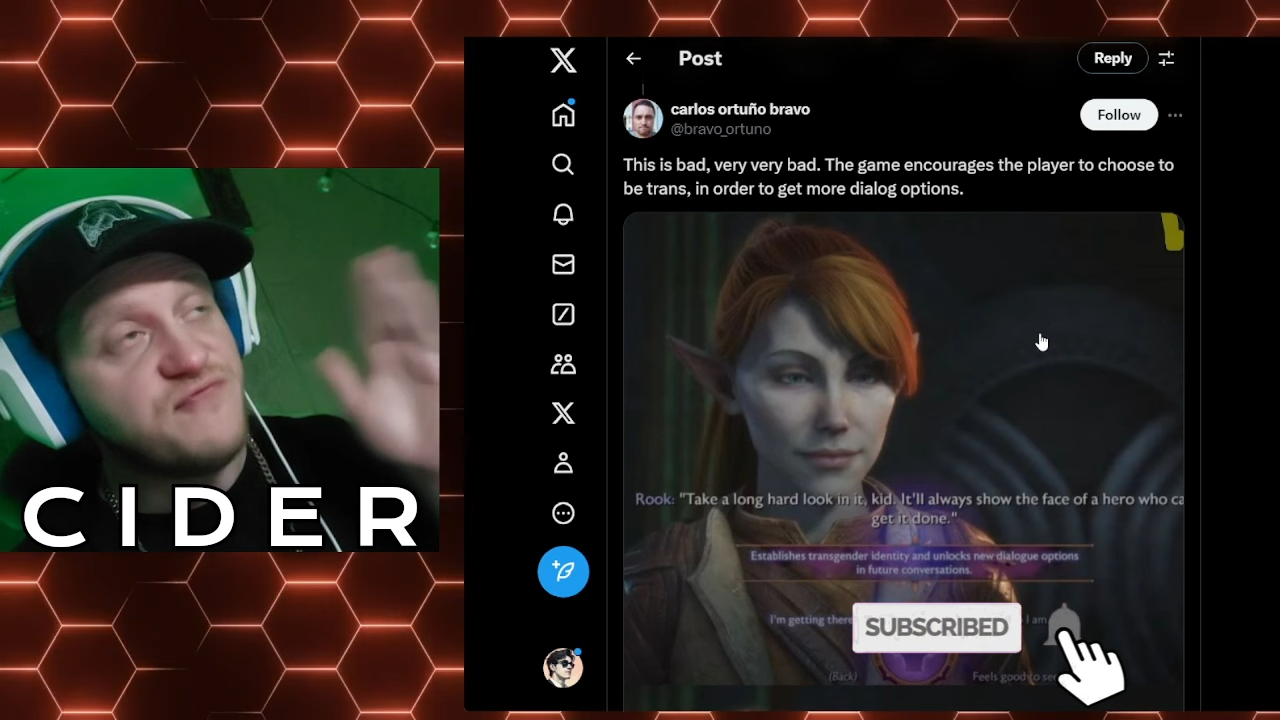 Post
Reply
carlos ortuño bravo
@bravo_ortuno
Follow
This is bad, very very bad. The game encourages the player to choose to
be trans, in order to get more dialog options.
Rook: "Take a long hard look in it, kid. It'll always show the face of a hero who ca
get it done."
Establishes transgender identity and unlocks new dialogue options
in future conversations.
I'm getting there
I am
SUBSCRIBED
(Back)
Feels good to se
CIDER